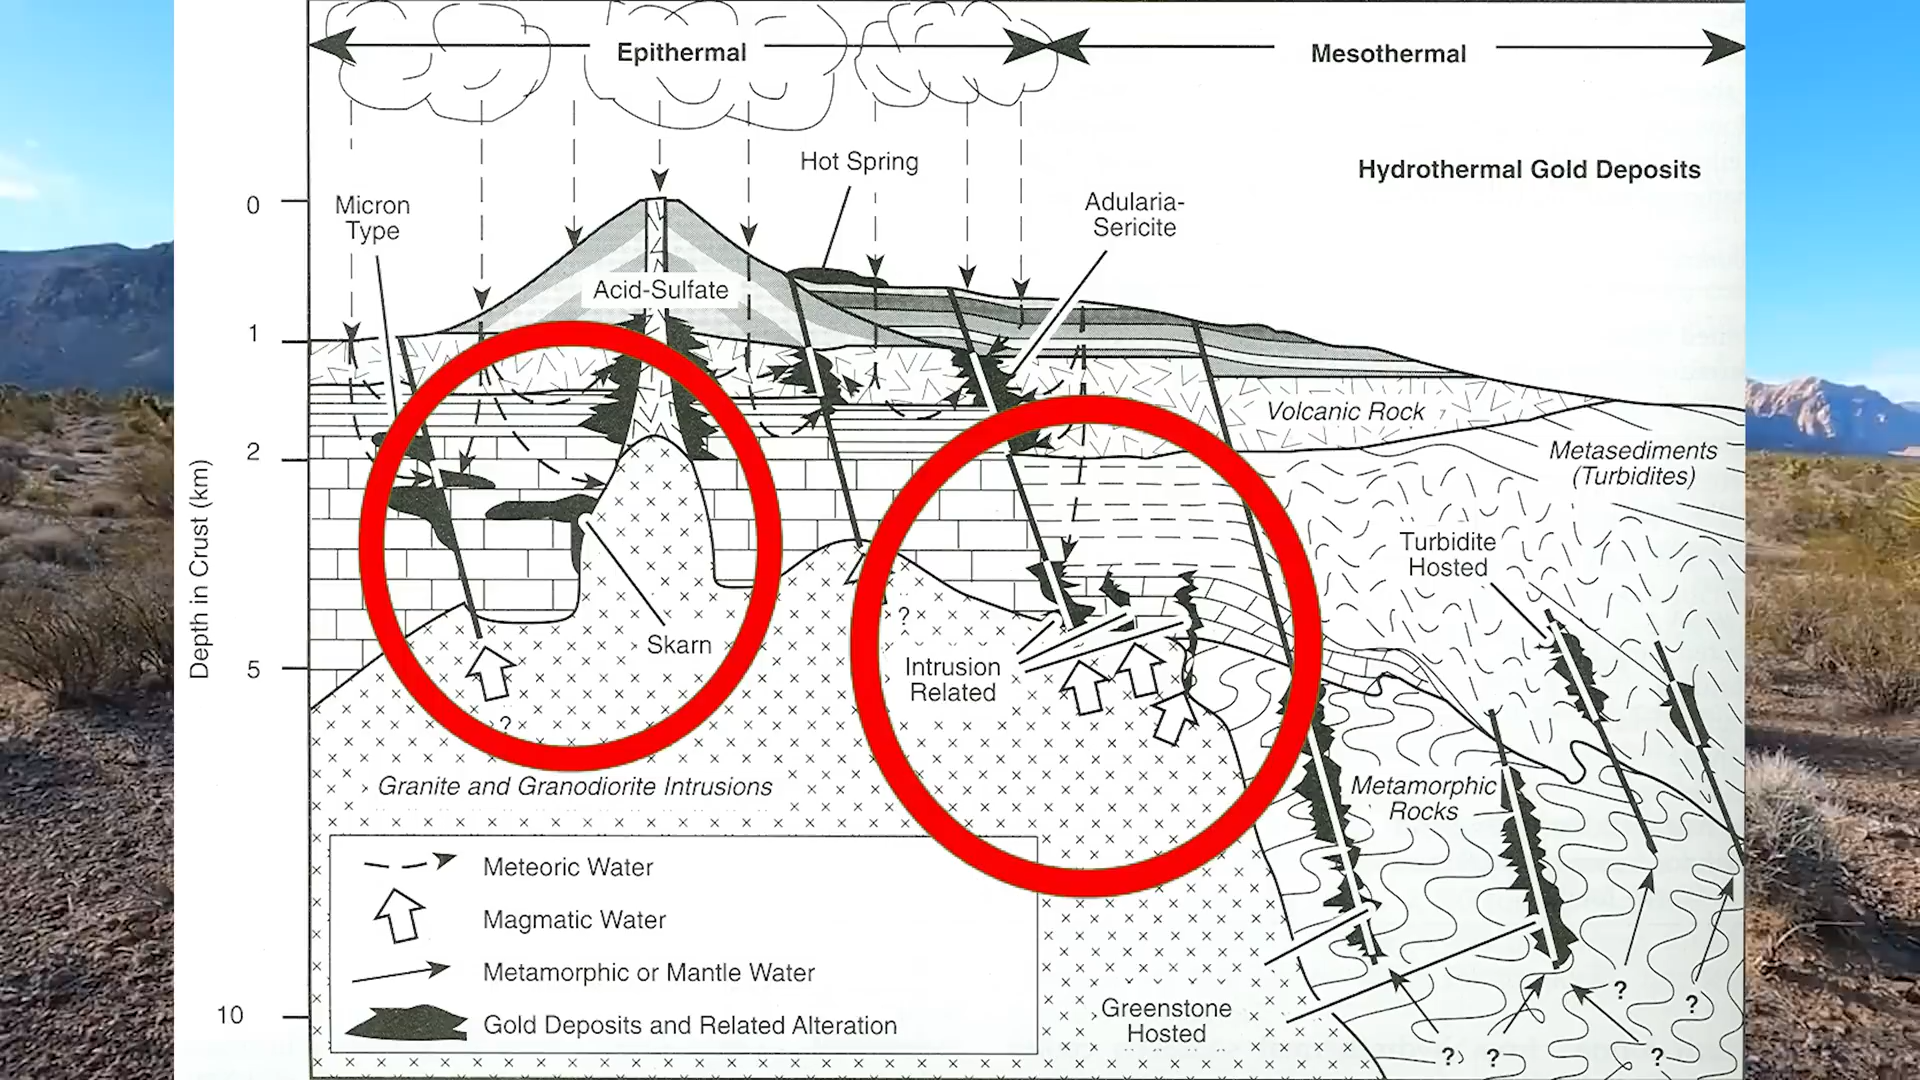 Epithermal
Mesothermal
Hydrothermal Gold Deposits
Hot Spring
Micron
Type
Adularia-
Sericite
Acid-Sulfate
0
1
2
5
10
Depth in Crust (km)
Volcanic Rock
Metasediments
(Turbidites)
Turbidite
Hosted
Skarn
?
Intrusion
Related
?
Granite and Granodiorite Intrusions
Metamorphic
Rocks
Meteoric Water
Magmatic Water
Metamorphic or Mantle Water
Gold Deposits and Related Alteration
Greenstone
Hosted
?
?
?
?
?